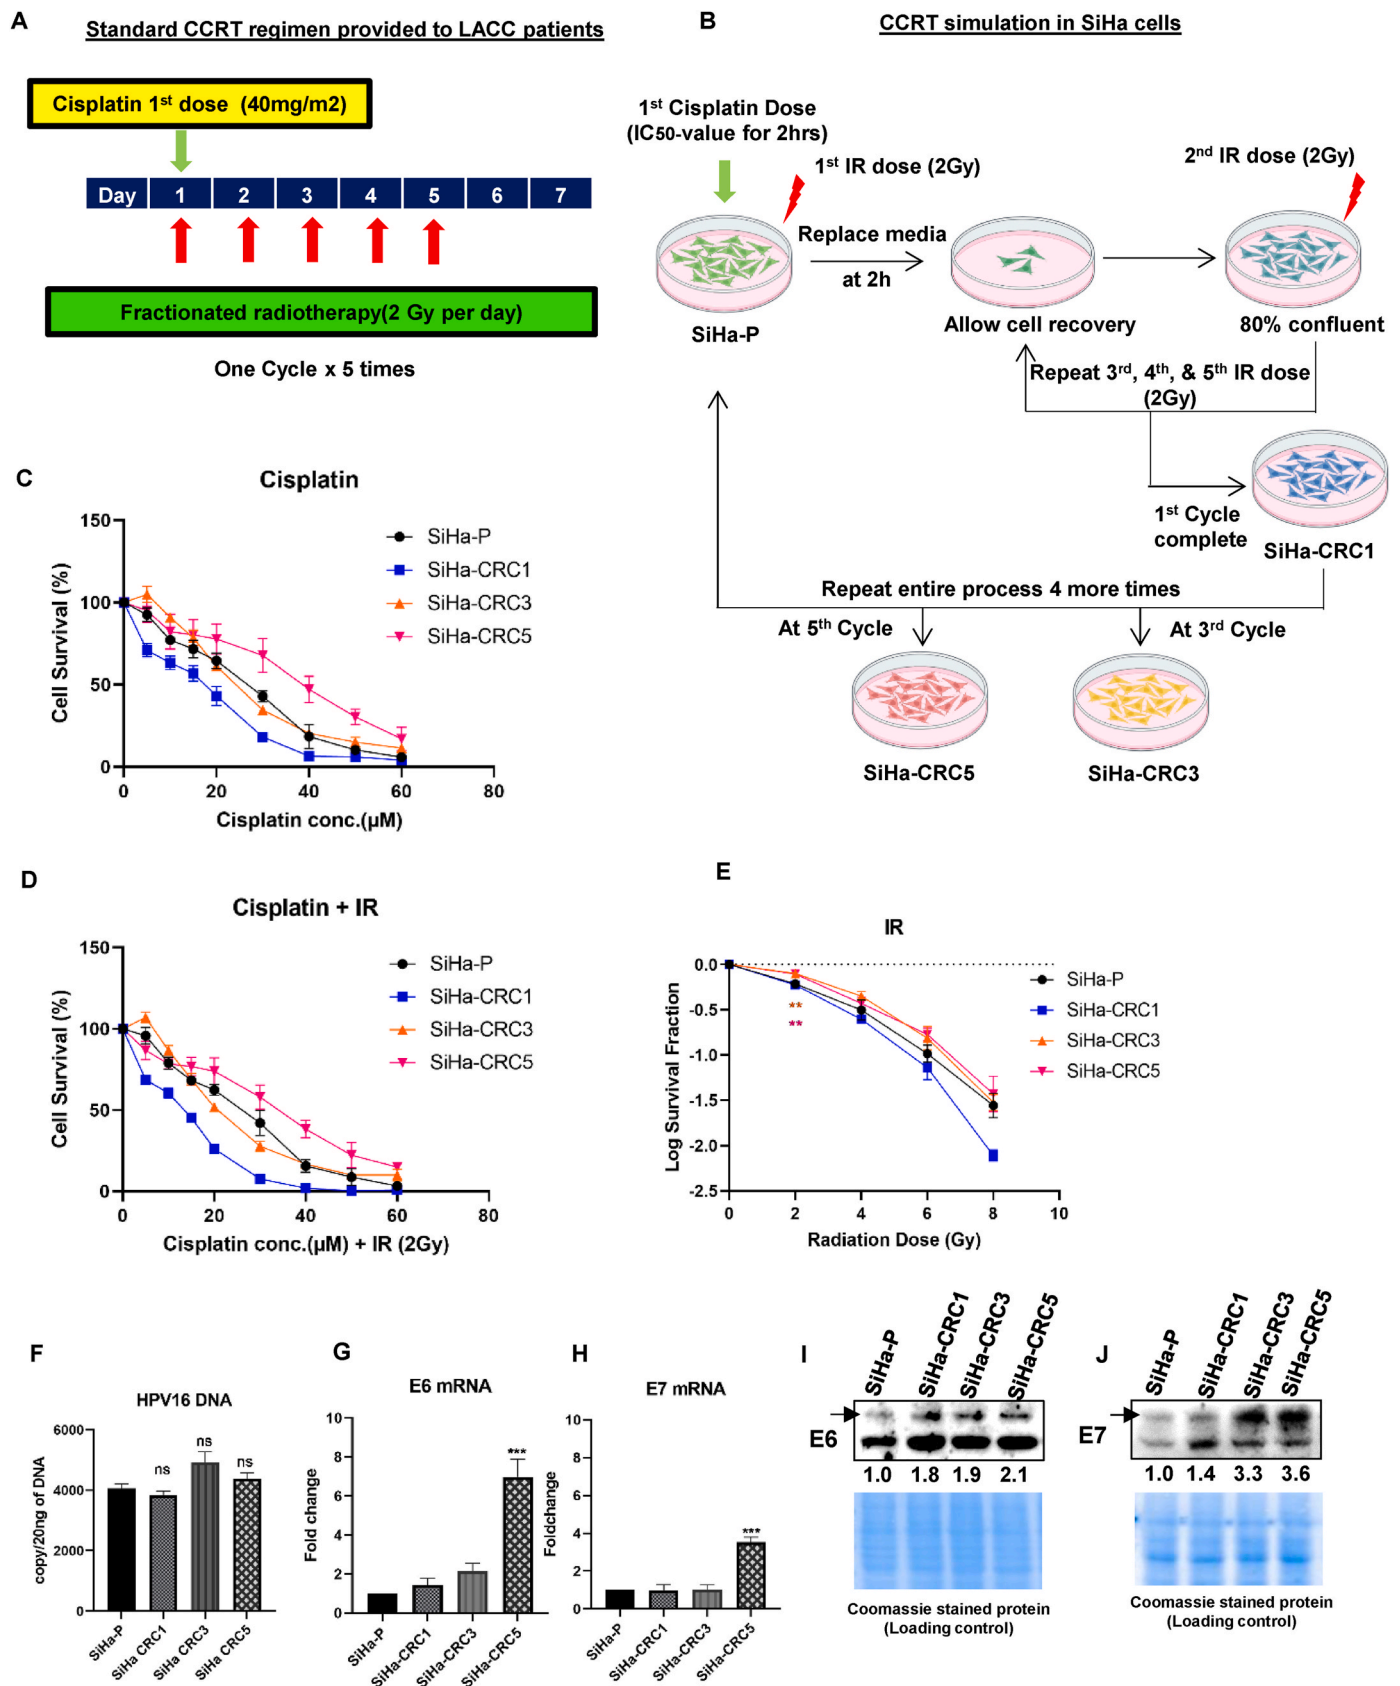 A
Standard CCRT regimen provided to LACC patients
Cisplatin 1st dose (40mg/m2)
Day 1 2 3 4 5 6 7
Fractionated radiotherapy(2 Gy per day)
One Cycle x 5 times
B
CCRT simulation in SiHa cells
1st Cisplatin Dose
(IC50-value for 2hrs)
1st IR dose (2Gy)
2nd IR dose (2Gy)
Replace media
at 2h
SiHa-P
Allow cell recovery
80% confluent
Repeat 3rd, 4th, & 5th IR dose
(2Gy)
1st Cycle
complete
SiHa-CRC1
Repeat entire process 4 more times
At 5th Cycle
At 3rd Cycle
SiHa-CRC5
SiHa-CRC3
C
Cisplatin
Cell Survival (%)
150
100
50
0
0 20 40 60 80
Cisplatin conc.(µM)
SiHa-P
SiHa-CRC1
SiHa-CRC3
SiHa-CRC5
D
Cisplatin + IR
Cell Survival (%)
150
100
50
0
0 20 40 60 80
Cisplatin conc.(µM) + IR (2Gy)
SiHa-P
SiHa-CRC1
SiHa-CRC3
SiHa-CRC5
E
IR
Log Survival Fraction
0.0
-0.5
-1.0
-1.5
-2.0
-2.5
**
**
0 2 4 6 8 10
Radiation Dose (Gy)
SiHa-P
SiHa-CRC1
SiHa-CRC3
SiHa-CRC5
F
HPV16 DNA
copy/20ng of DNA
6000
4000
2000
0
ns
ns
ns
SiHa-P
SiHa CRC1
SiHa CRC3
SiHa CRC5
G
E6 mRNA
Fold change
10
8
6
4
2
0
***
SiHa-P
SiHa-CRC1
SiHa-CRC3
SiHa-CRC5
H
E7 mRNA
Foldchange
10
8
6
4
2
0
***
SiHa-P
SiHa-CRC1
SiHa-CRC3
SiHa-CRC5
I
SiHa-P
SiHa-CRC1
SiHa-CRC3
SiHa-CRC5
E6
1.0 1.8 1.9 2.1
Coomassie stained protein
(Loading control)
J
SiHa-P
SiHa-CRC1
SiHa-CRC3
SiHa-CRC5
E7
1.0 1.4 3.3 3.6
Coomassie stained protein
(Loading control)